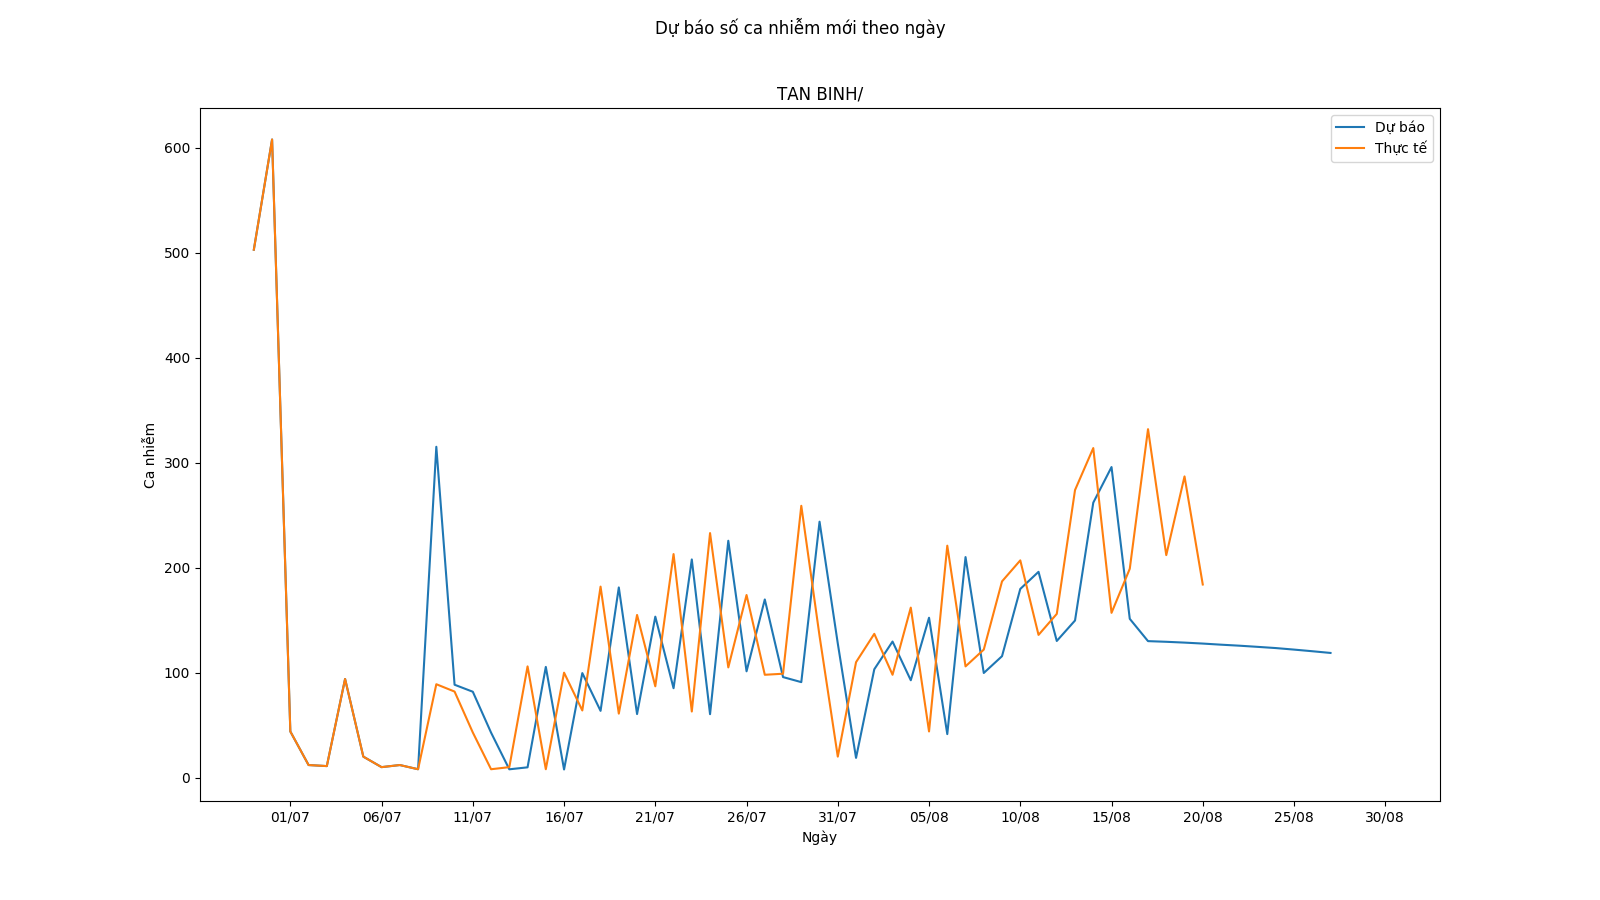 Dự báo số ca nhiễm mới theo ngày
TAN BINH/
Dự báo
Thực tế
600
500
400
300
200
100
0
Ca nhiễm
01/07 06/07 11/07 16/07 21/07 26/07 31/07 05/08 10/08 15/08 20/08 25/08 30/08
Ngày